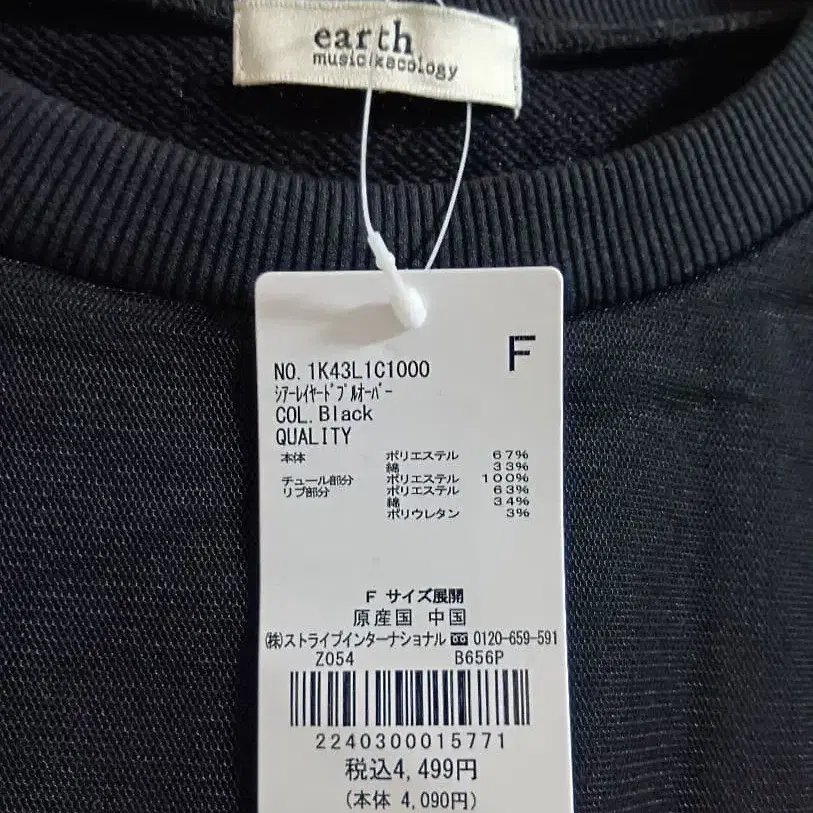 earth
music&ecology
F
NO. 1K43L1C1000
ｼｱｰﾚｲﾔｰﾄﾞﾌﾟﾙｵｰﾊﾞｰ
COL. Black
QUALITY
本体 ポリエステル 67%
綿 33%
チュール部分 ポリエステル 100%
リブ部分 ポリエステル 63%
綿 34%
ポリウレタン 3%
F サイズ展開
原産国 中国
(株)ストライプインターナショナル 0120-659-591
Z054 B656P
2240300015771
税込4,499円
(本体 4,090円)